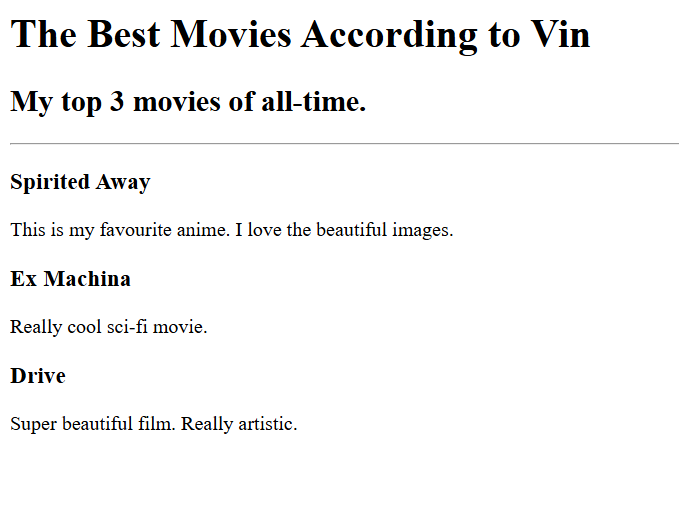 The Best Movies According to Vin
My top 3 movies of all-time.
Spirited Away
This is my favourite anime. I love the beautiful images.
Ex Machina
Really cool sci-fi movie.
Drive
Super beautiful film. Really artistic.